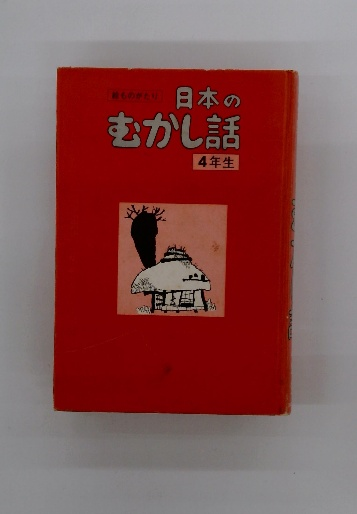 日本の
むかし話
4年生